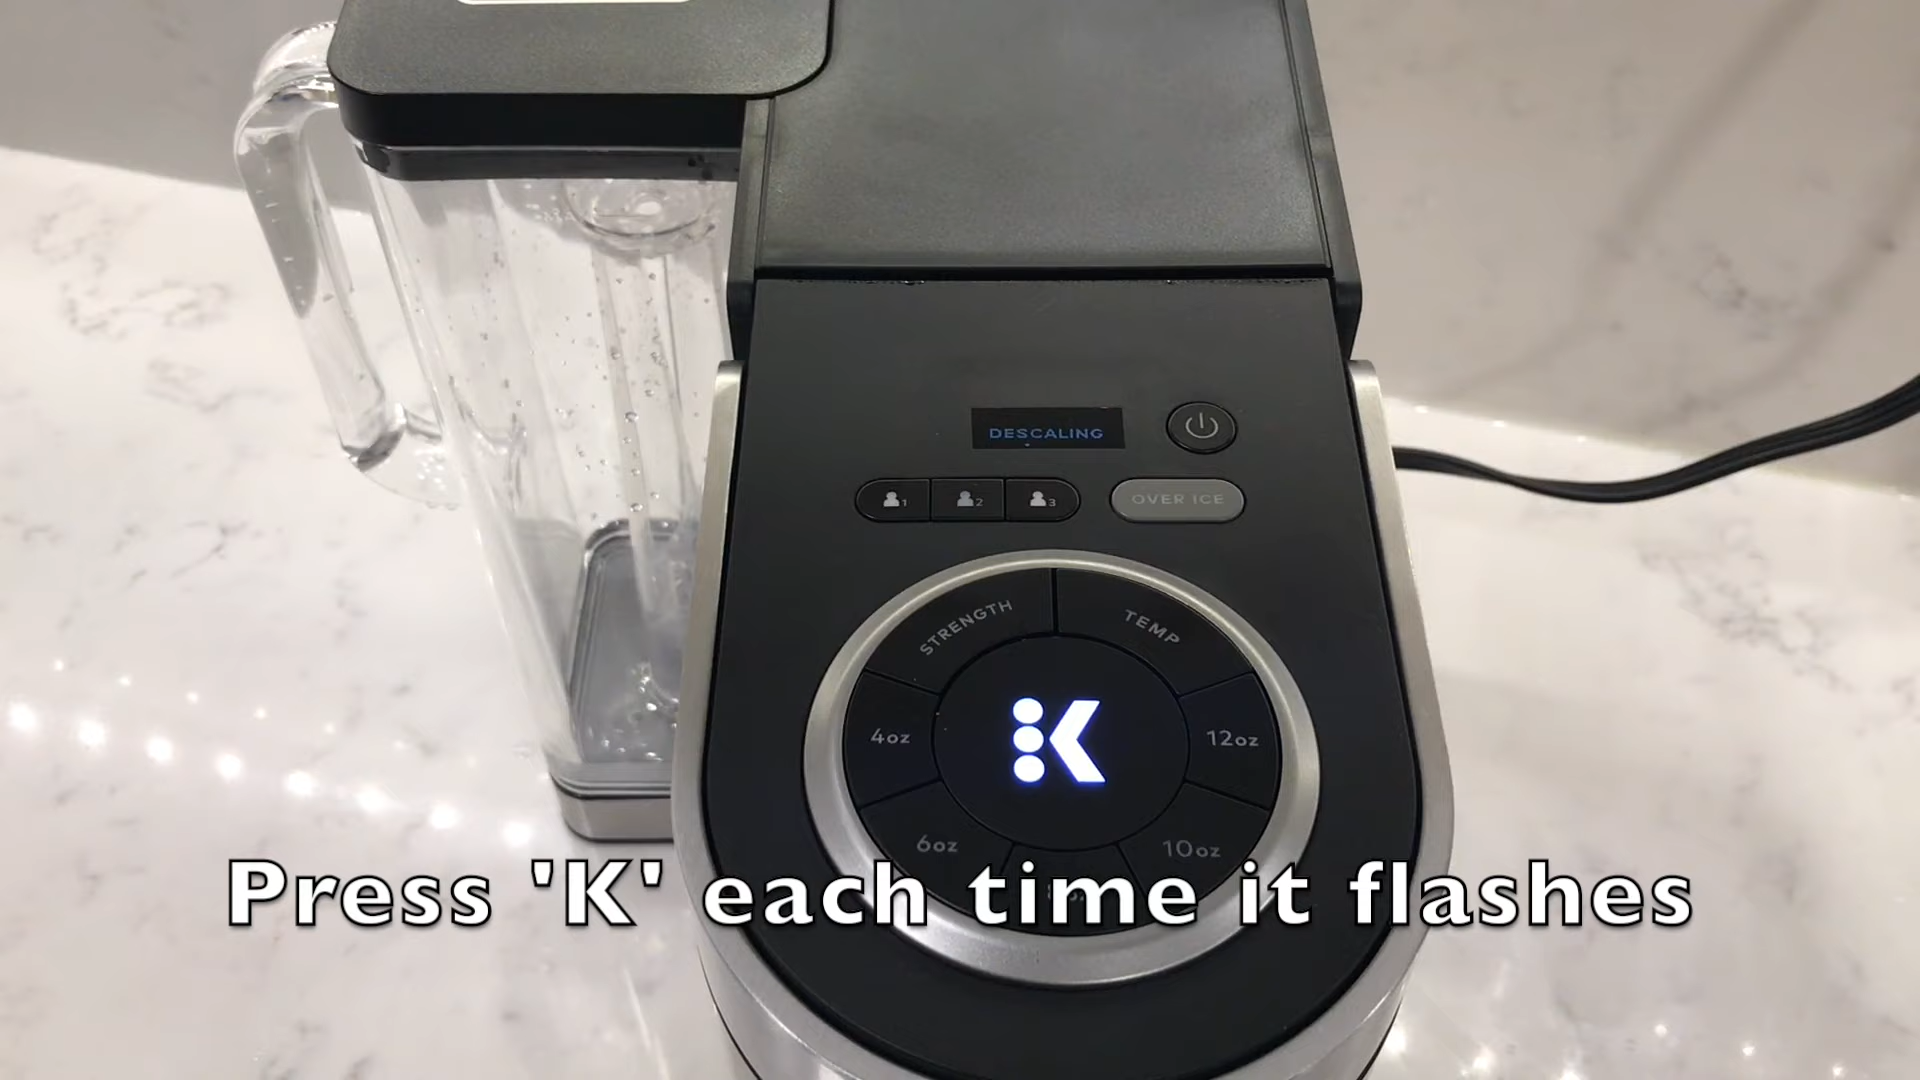 DESCALING
1
2
3
OVER ICE
STRENGTH
TEMP
K
4oz
12oz
6oz
10oz
Press 'K' each time it flashes